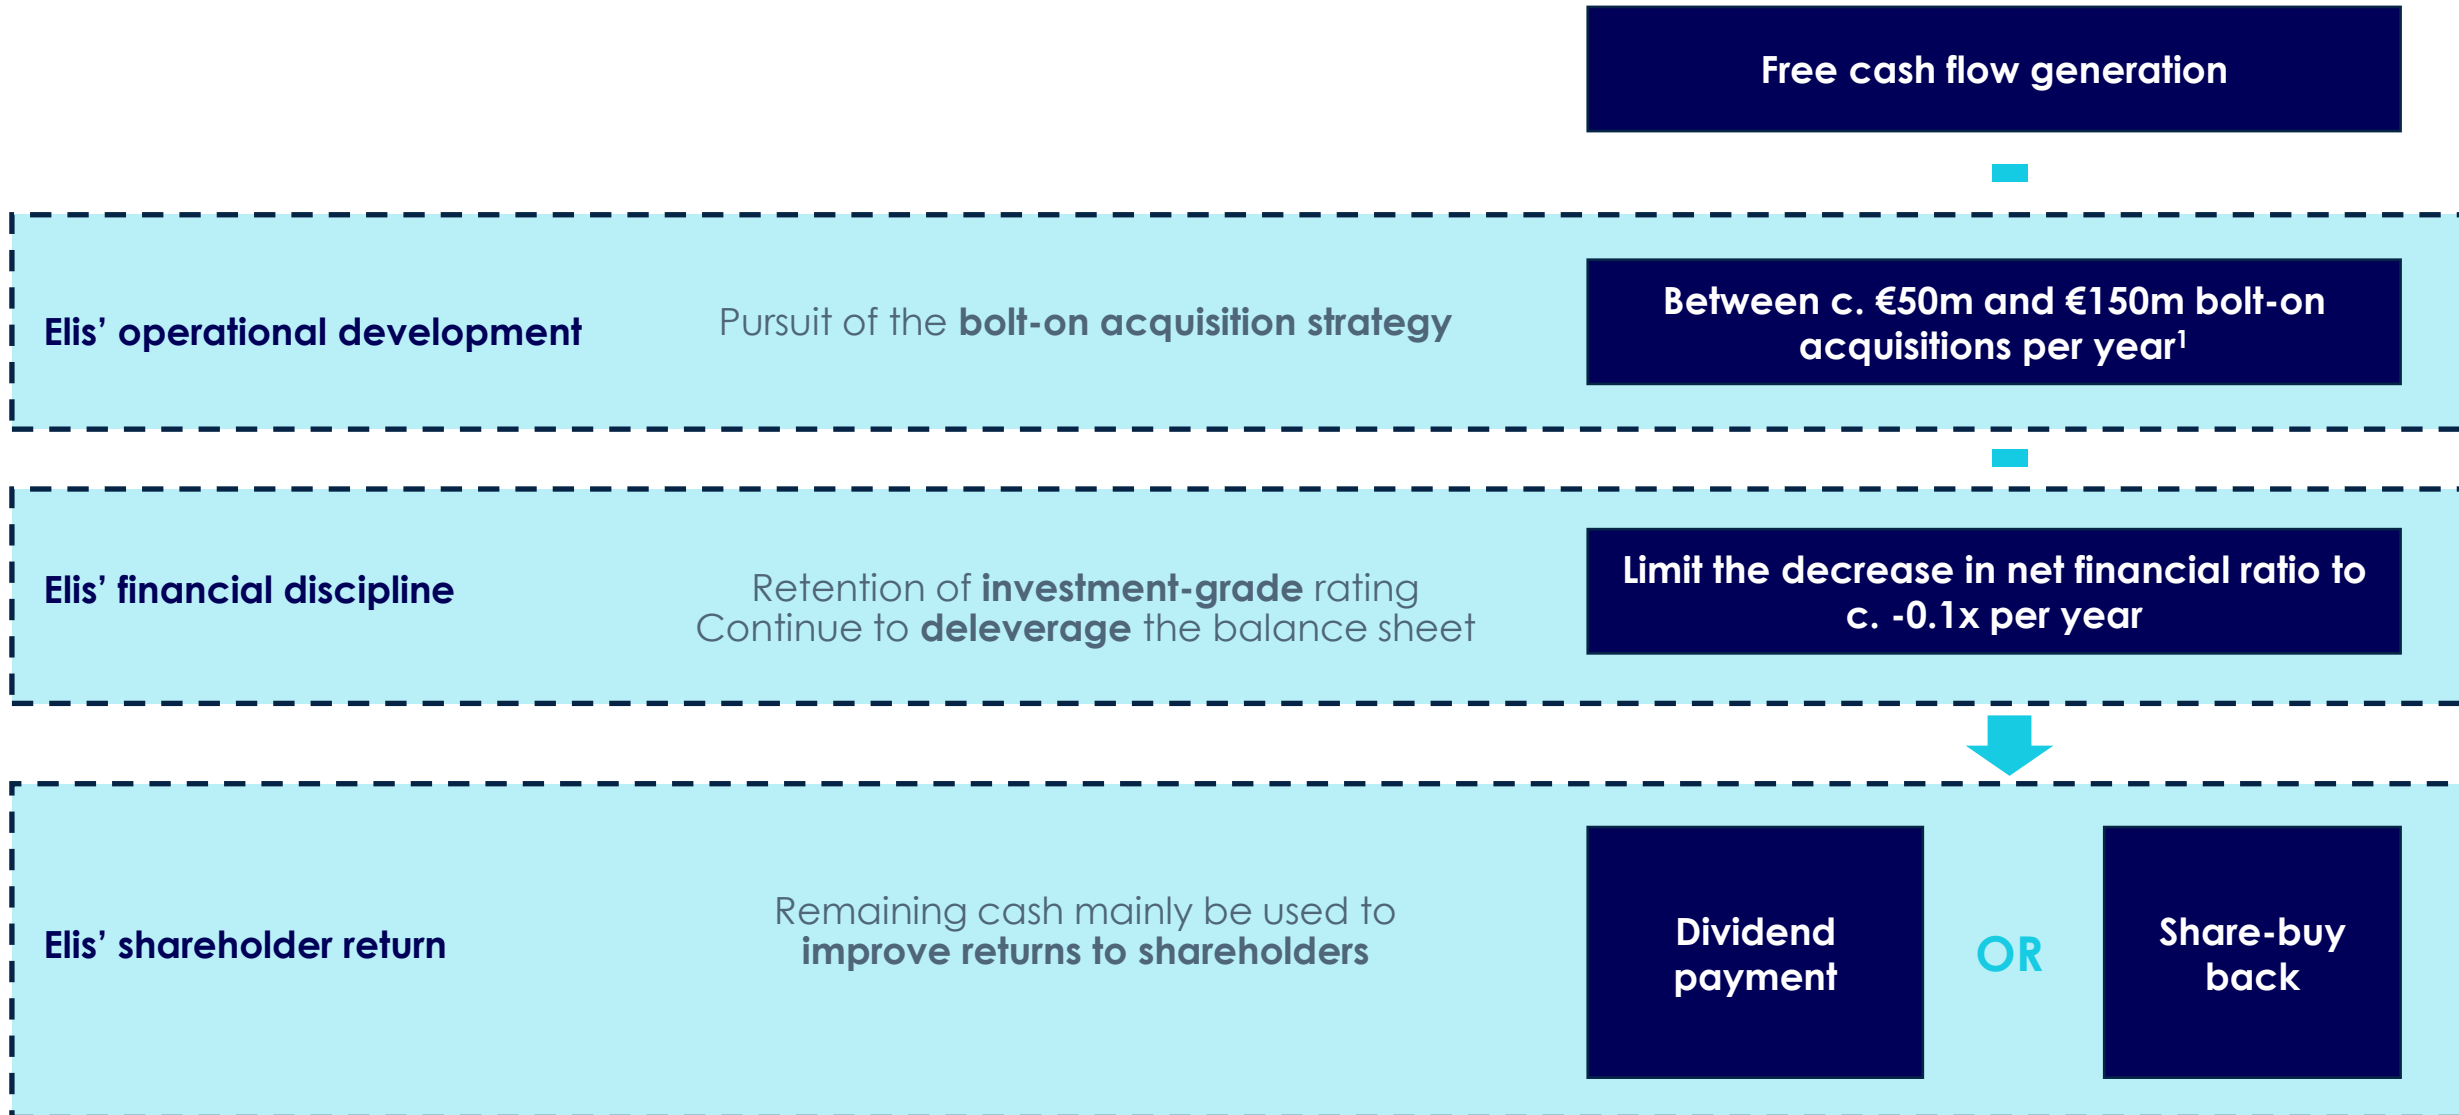 Free cash flow generation
Elis’ operational development
Pursuit of the bolt-on acquisition strategy
Between c. €50m and €150m bolt-on
acquisitions per year¹
Elis’ financial discipline
Retention of investment-grade rating
Continue to deleverage the balance sheet
Limit the decrease in net financial ratio to
c. -0.1x per year
Elis’ shareholder return
Remaining cash mainly be used to
improve returns to shareholders
Dividend
payment
OR
Share-buy
back